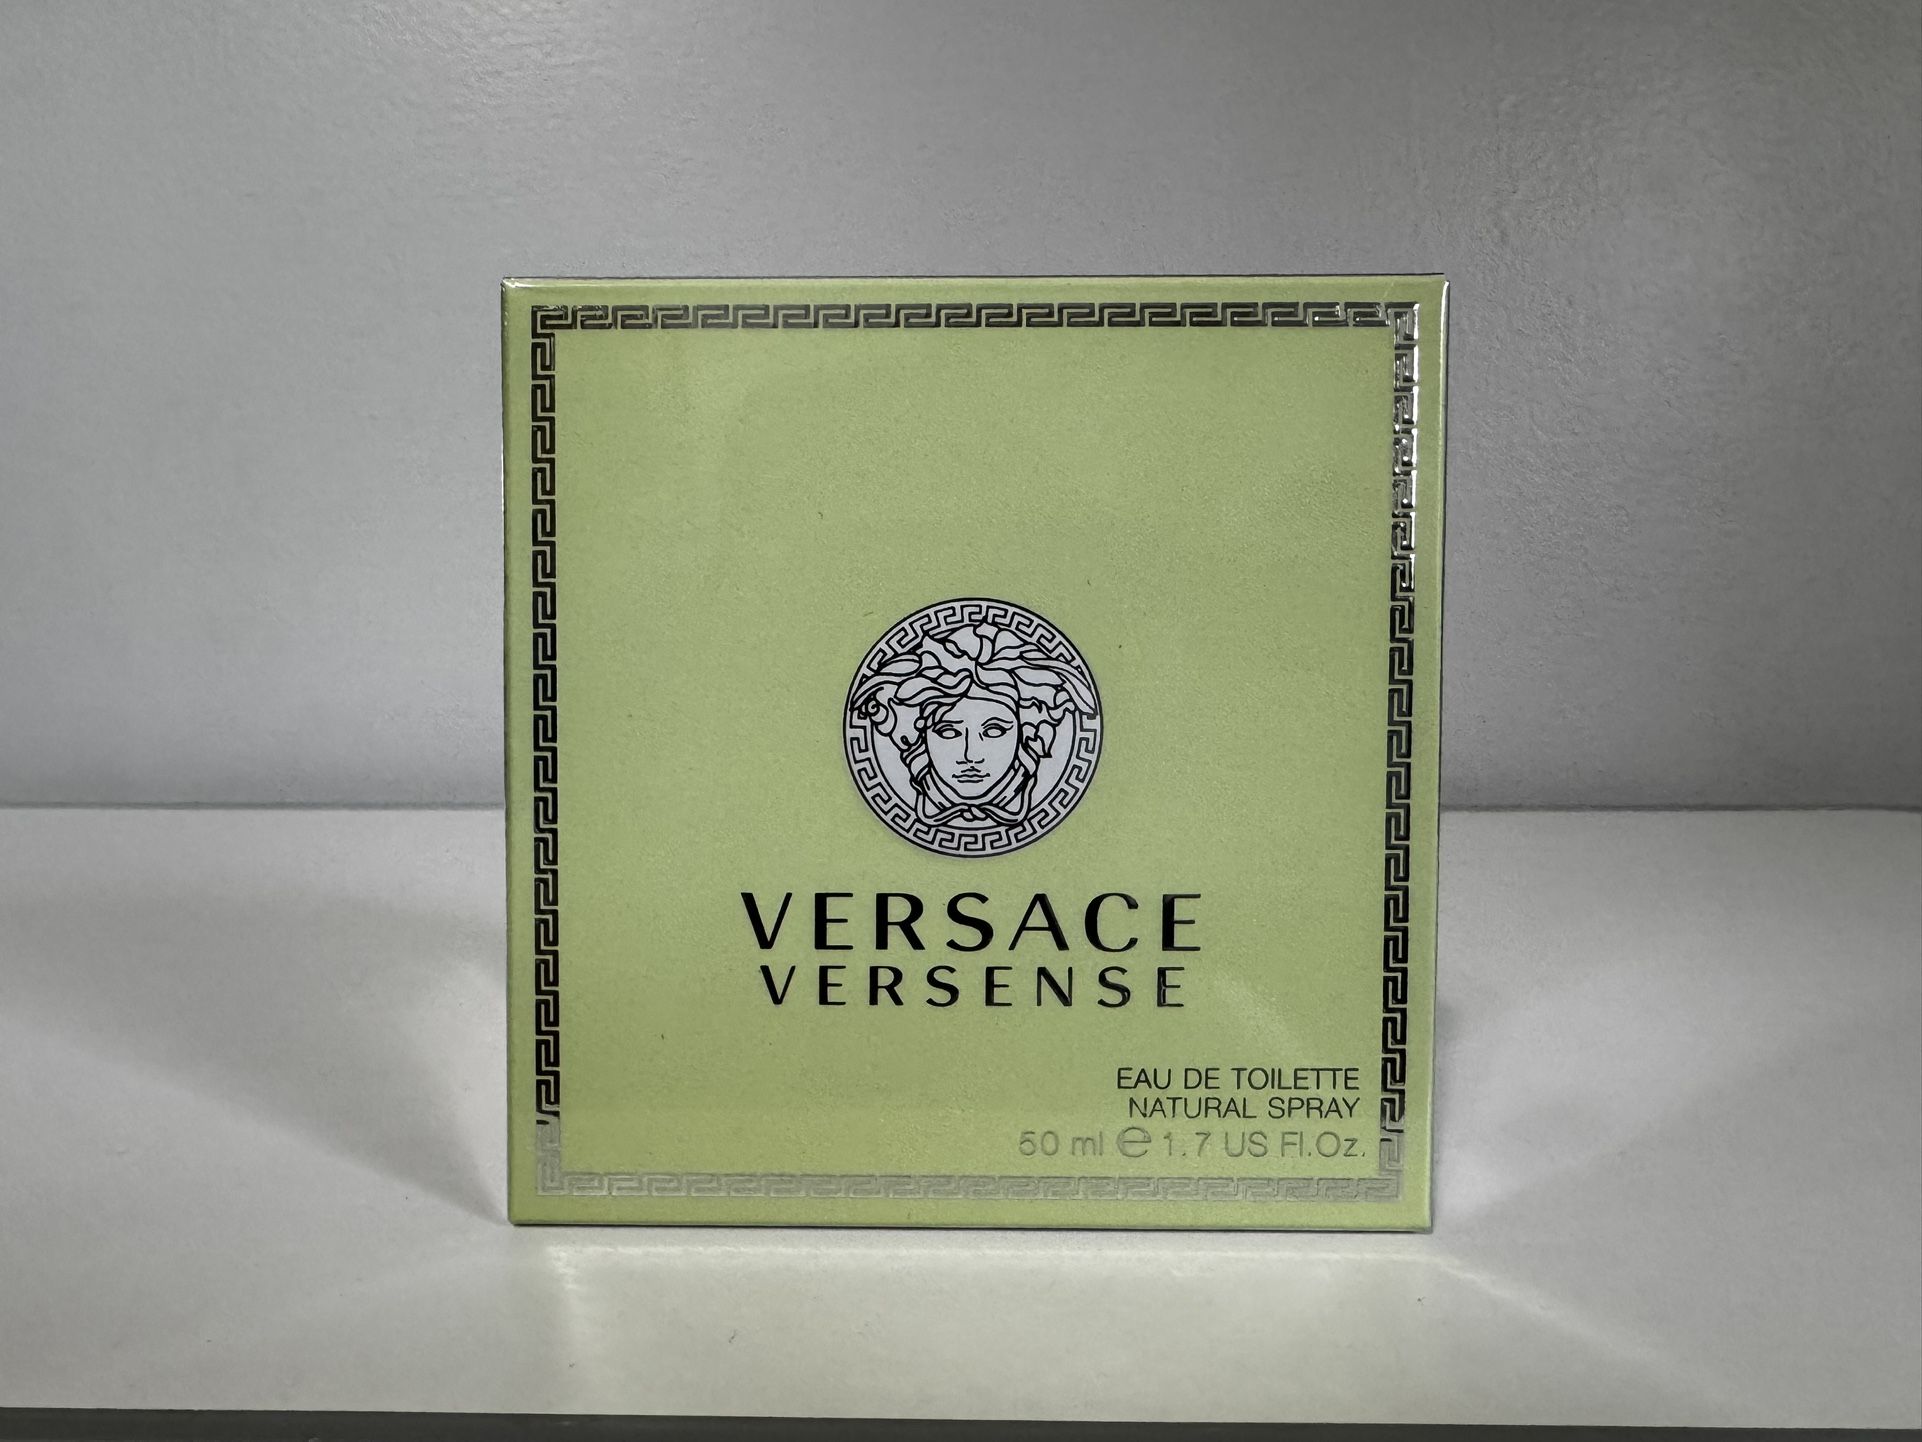 VERSACE
VERSENSE
EAU DE TOILETTE
NATURAL SPRAY
50 ml ℮ 1.7 US Fl.Oz.